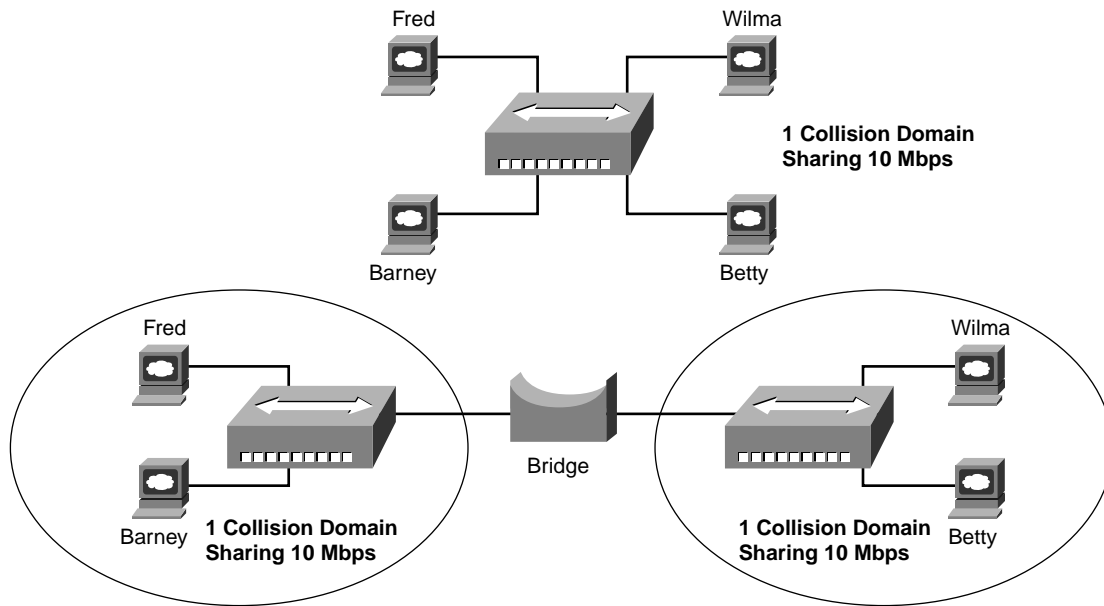 Fred
Wilma
1 Collision Domain
Sharing 10 Mbps
Barney
Betty
Fred
Wilma
Bridge
Barney
1 Collision Domain
Sharing 10 Mbps
1 Collision Domain
Sharing 10 Mbps
Betty